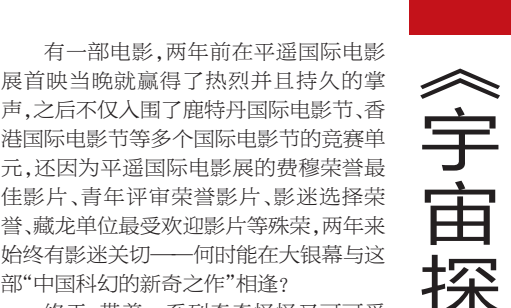 有一部电影,两年前在平遥国际电影
展首映当晚就赢得了热烈并且持久的掌
声,之后不仅入围了鹿特丹国际电影节、香
港国际电影节等多个国际电影节的竞赛单
元,还因为平遥国际电影展的费穆荣誉最
佳影片、青年评审荣誉影片、影迷选择荣
誉、藏龙单位最受欢迎影片等殊荣,两年来
始终有影迷关切——何时能在大银幕与这
部“中国科幻的新奇之作”相逢?
《宇宙探